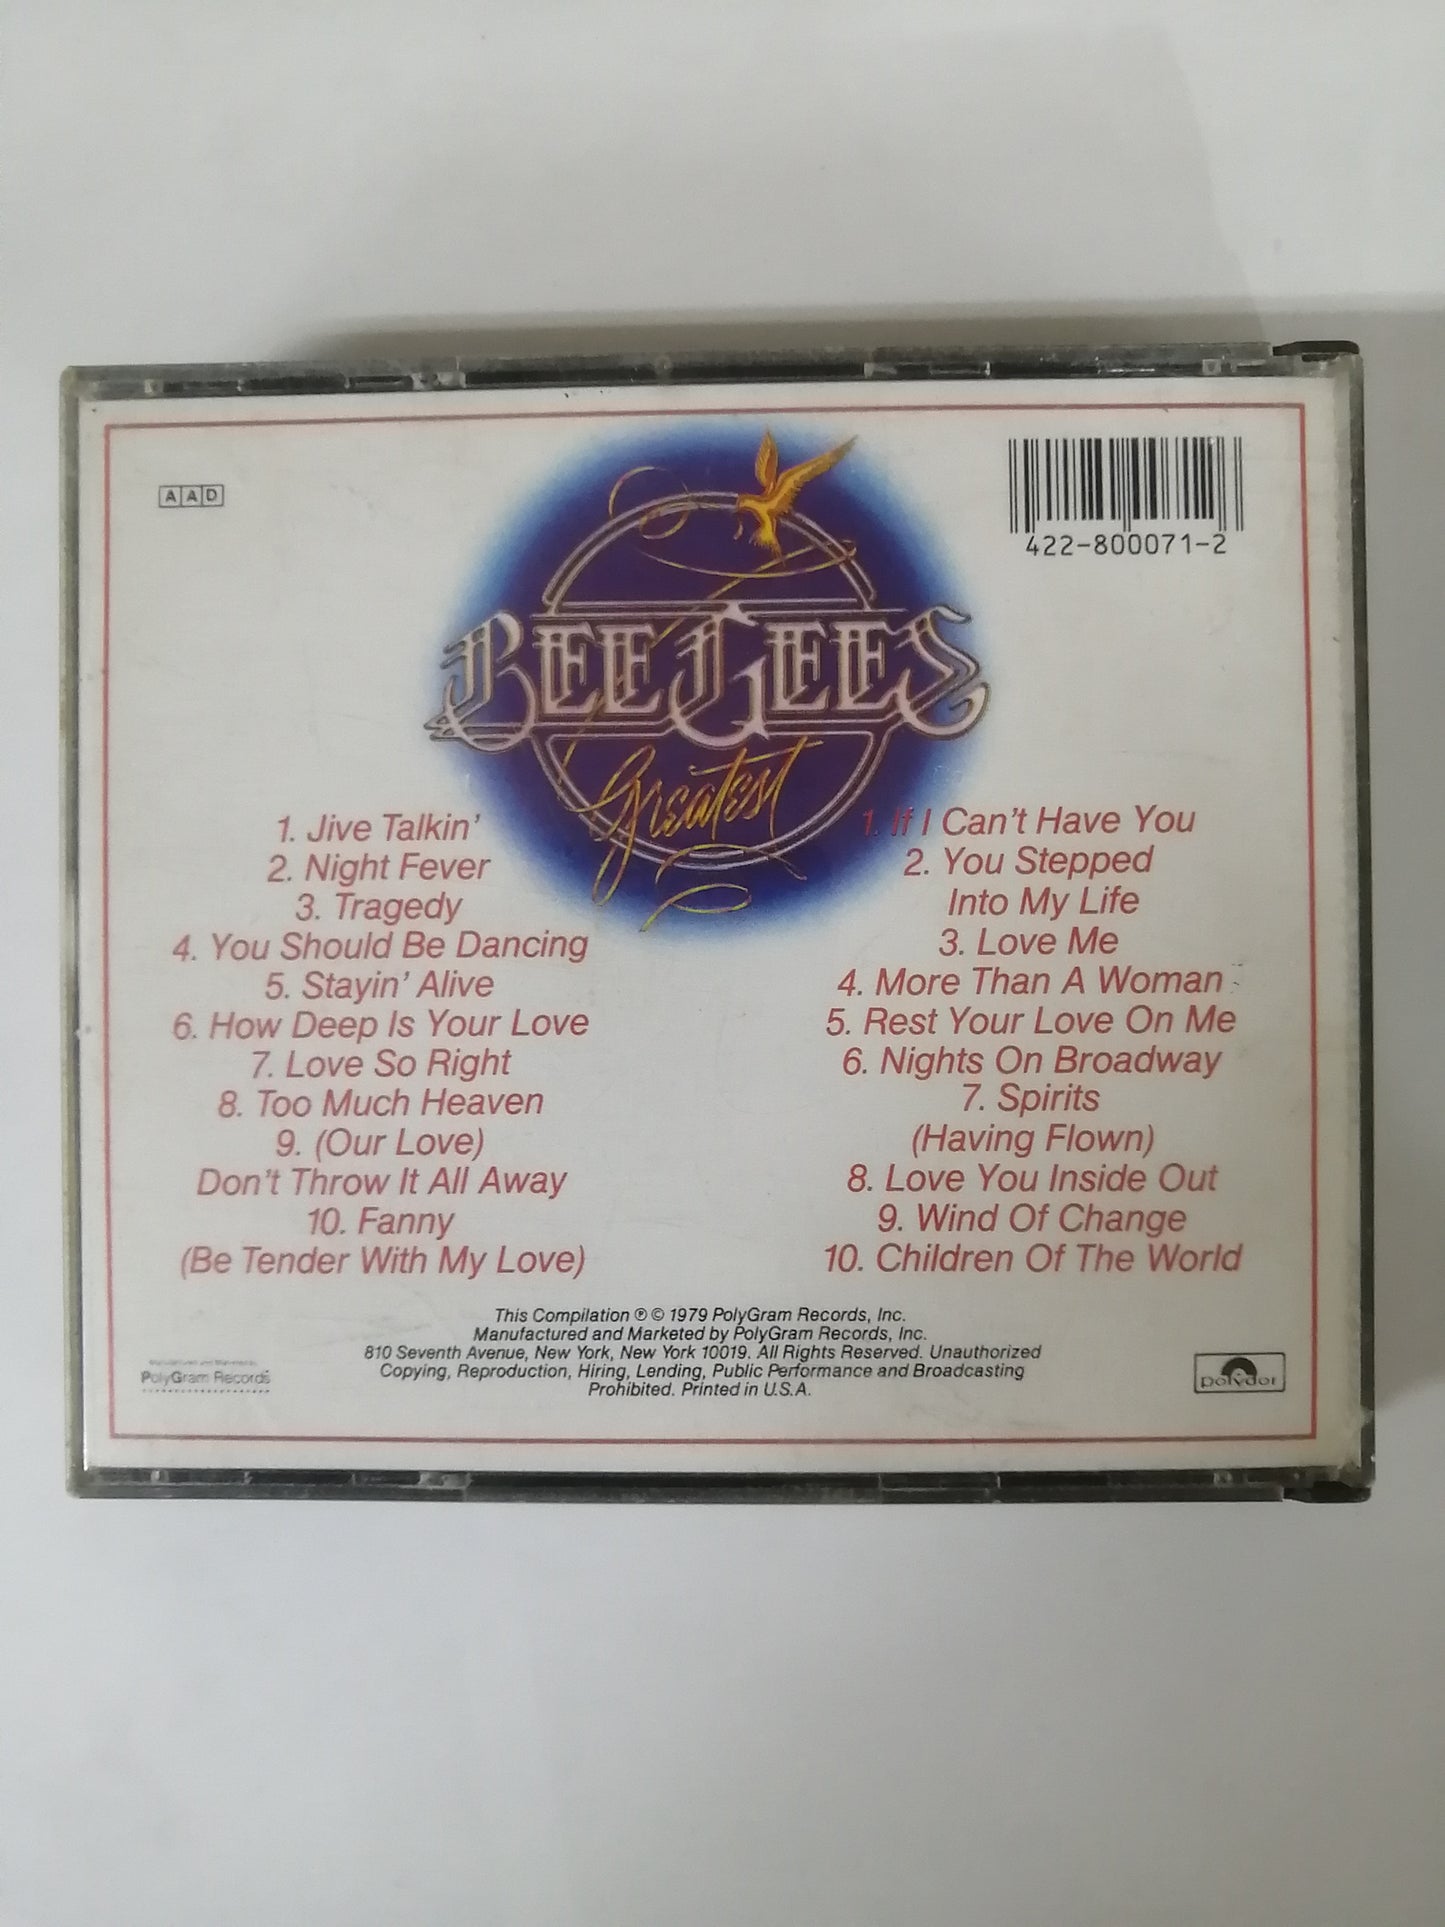 AAD
422-800071-2
BEE GEES
Greatest
1. Jive Talkin'
2. Night Fever
3. Tragedy
4. You Should Be Dancing
5. Stayin' Alive
6. How Deep Is Your Love
7. Love So Right
8. Too Much Heaven
9. (Our Love)
Don't Throw It All Away
10. Fanny
(Be Tender With My Love)
1. If I Can't Have You
2. You Stepped
Into My Life
3. Love Me
4. More Than A Woman
5. Rest Your Love On Me
6. Nights On Broadway
7. Spirits
(Having Flown)
8. Love You Inside Out
9. Wind Of Change
10. Children Of The World
This Compilation ℗ © 1979 PolyGram Records, Inc.
Manufactured and Marketed by PolyGram Records, Inc.
810 Seventh Avenue, New York, New York 10019. All Rights Reserved. Unauthorized
Copying, Reproduction, Hiring, Lending, Public Performance and Broadcasting
Prohibited. Printed in U.S.A.
Manufactured and Marketed by
PolyGram Records
polydor